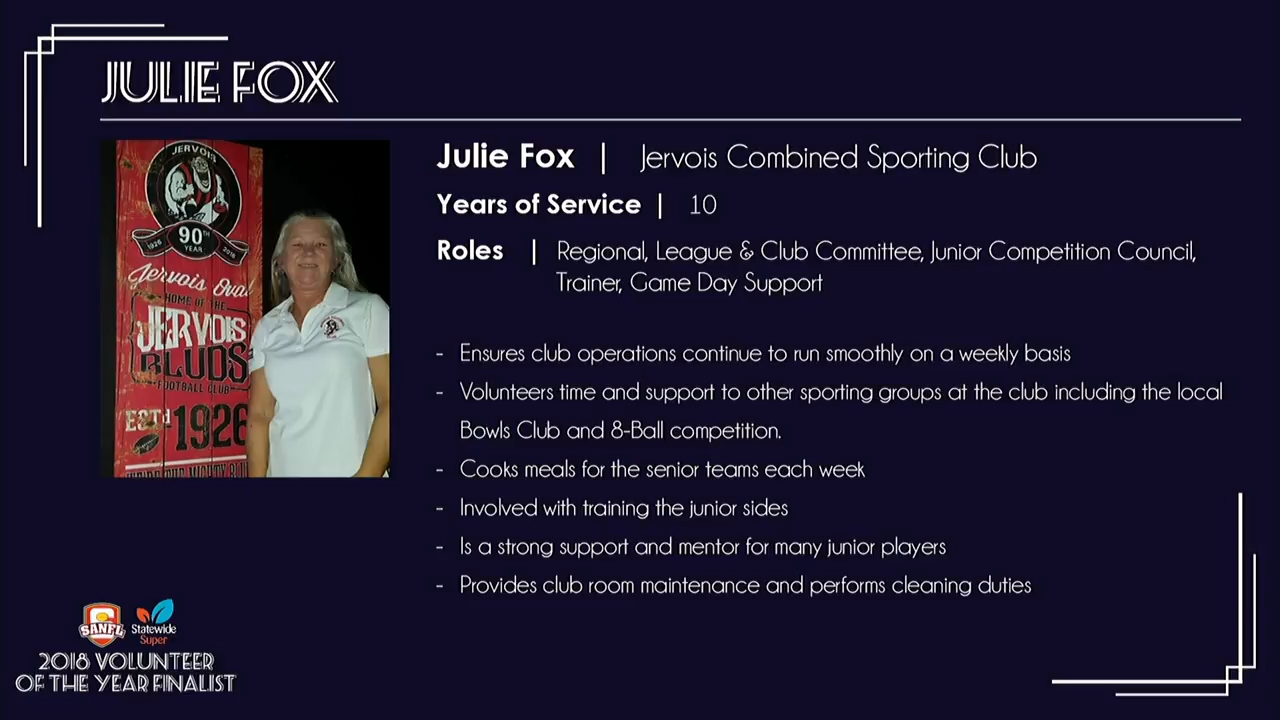 JULIE FOX
Julie Fox | Jervois Combined Sporting Club
Years of Service | 10
Roles | Regional, League & Club Committee, Junior Competition Council,
Trainer, Game Day Support
- Ensures club operations continue to run smoothly on a weekly basis
- Volunteers time and support to other sporting groups at the club including the local
Bowls Club and 8-Ball competition.
- Cooks meals for the senior teams each week
- Involved with training the junior sides
- Is a strong support and mentor for many junior players
- Provides club room maintenance and performs cleaning duties
JERVOIS
90TH
YEAR
1926 2016
Jervois Oval
HOME OF THE
JERVOIS
BLUDS
FOOTBALL CLUB
ESTd 1926
SANFL
Statewide
Super
2018 VOLUNTEER
OF THE YEAR FINALIST